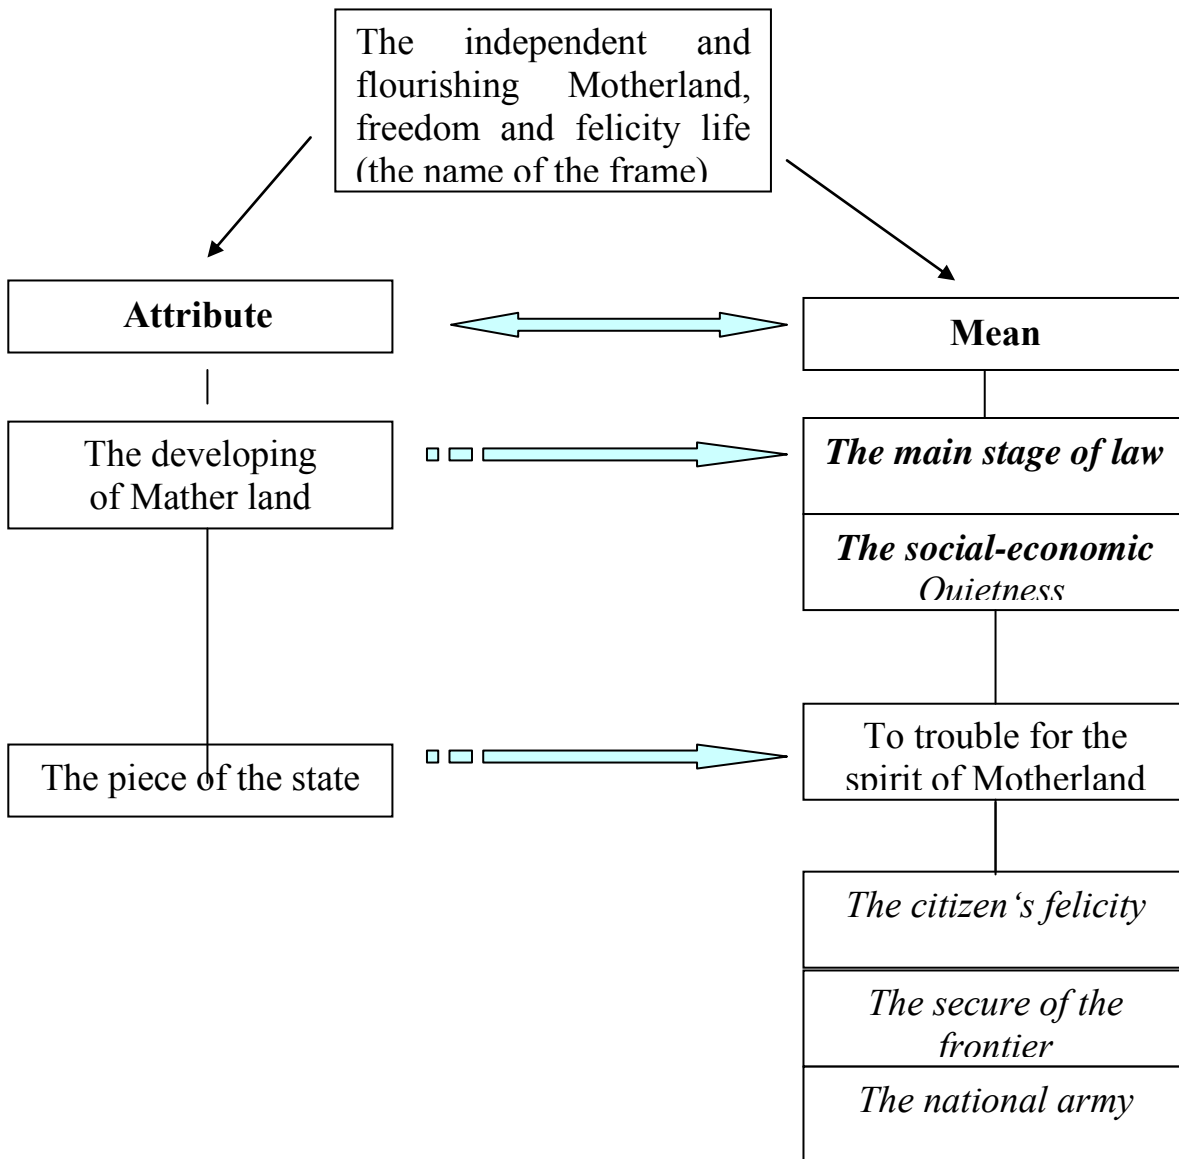 The independent and
flourishing Motherland,
freedom and felicity life
(the name of the frame)
Attribute
Mean
The developing
of Mather land
The main stage of law
The social-economic
Quietness
The piece of the state
To trouble for the
spirit of Motherland
The citizen‘s felicity
The secure of the
frontier
The national army